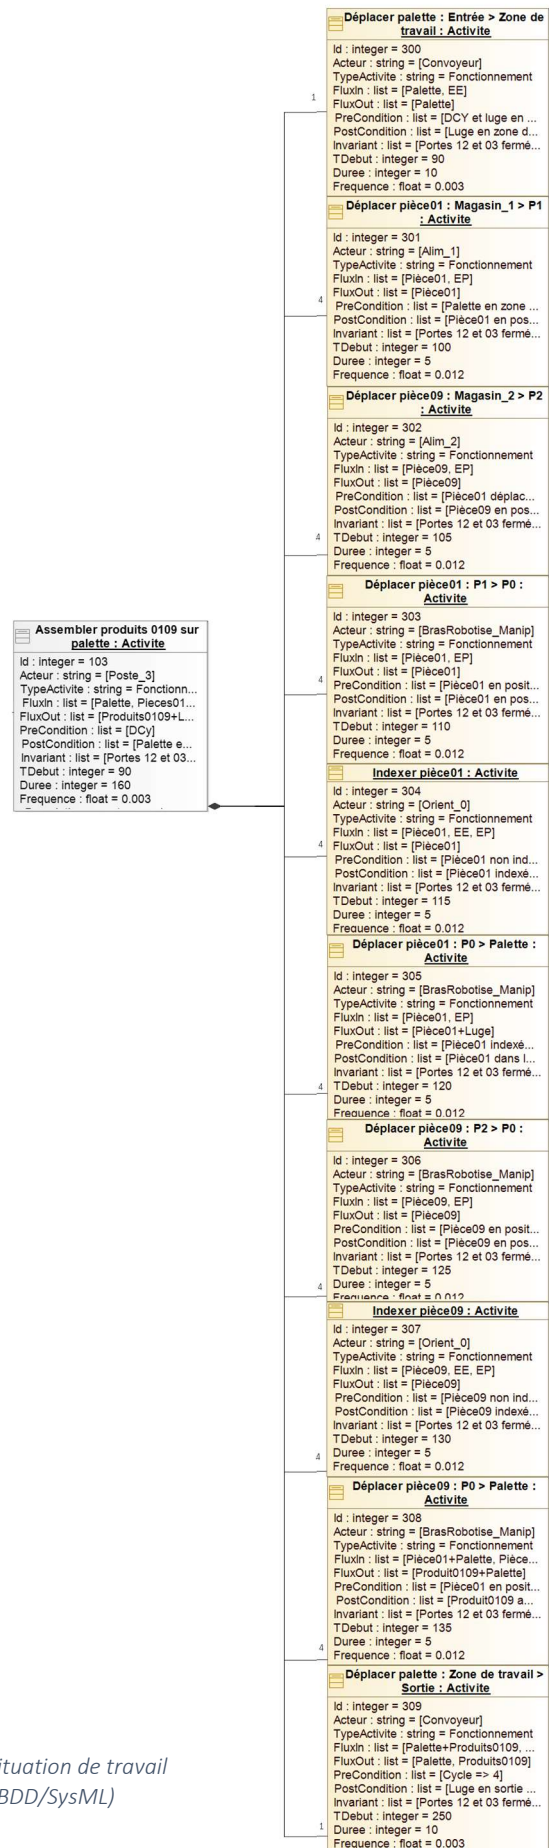 Déplacer palette : Entrée > Zone de
travail : Activite
Id : integer = 300
Acteur : string = [Convoyeur]
TypeActivite : string = Fonctionnement
FluxIn : list = [Palette, EE]
FluxOut : list = [Palette]
PreCondition : list = [DCY et luge en ...
PostCondition : list = [Luge en zone d...
Invariant : list = [Portes 12 et 03 fermé...
TDebut : integer = 90
Duree : integer = 10
Frequence : float = 0.003
1
Déplacer pièce01 : Magasin_1 > P1
: Activite
Id : integer = 301
Acteur : string = [Alim_1]
TypeActivite : string = Fonctionnement
FluxIn : list = [Pièce01, EP]
FluxOut : list = [Pièce01]
PreCondition : list = [Palette en zone ...
PostCondition : list = [Pièce01 en pos...
Invariant : list = [Portes 12 et 03 fermé...
TDebut : integer = 100
Duree : integer = 5
Frequence : float = 0.012
4
Déplacer pièce09 : Magasin_2 > P2
: Activite
Id : integer = 302
Acteur : string = [Alim_2]
TypeActivite : string = Fonctionnement
FluxIn : list = [Pièce09, EP]
FluxOut : list = [Pièce09]
PreCondition : list = [Pièce01 déplac...
PostCondition : list = [Pièce09 en pos...
Invariant : list = [Portes 12 et 03 fermé...
TDebut : integer = 105
Duree : integer = 5
Frequence : float = 0.012
4
Déplacer pièce01 : P1 > P0 :
Activite
Id : integer = 303
Acteur : string = [BrasRobotise_Manip]
TypeActivite : string = Fonctionnement
FluxIn : list = [Pièce01, EP]
FluxOut : list = [Pièce01]
PreCondition : list = [Pièce01 en posit...
PostCondition : list = [Pièce01 en pos...
Invariant : list = [Portes 12 et 03 fermé...
TDebut : integer = 110
Duree : integer = 5
Frequence : float = 0.012
4
Assembler produits 0109 sur
palette : Activite
Id : integer = 103
Acteur : string = [Poste_3]
TypeActivite : string = Fonctionn...
FluxIn : list = [Palette, Pieces01...
FluxOut : list = [Produits0109+L...
PreCondition : list = [DCy]
PostCondition : list = [Palette e...
Invariant : list = [Portes 12 et 03...
TDebut : integer = 90
Duree : integer = 160
Frequence : float = 0.003
Indexer pièce01 : Activite
Id : integer = 304
Acteur : string = [Orient_0]
TypeActivite : string = Fonctionnement
FluxIn : list = [Pièce01, EE, EP]
FluxOut : list = [Pièce01]
PreCondition : list = [Pièce01 non ind...
PostCondition : list = [Pièce01 indexé...
Invariant : list = [Portes 12 et 03 fermé...
TDebut : integer = 115
Duree : integer = 5
Frequence : float = 0.012
4
Déplacer pièce01 : P0 > Palette :
Activite
Id : integer = 305
Acteur : string = [BrasRobotise_Manip]
TypeActivite : string = Fonctionnement
FluxIn : list = [Pièce01, EP]
FluxOut : list = [Pièce01+Luge]
PreCondition : list = [Pièce01 indexé...
PostCondition : list = [Pièce01 dans l...
Invariant : list = [Portes 12 et 03 fermé...
TDebut : integer = 120
Duree : integer = 5
Frequence : float = 0.012
4
Déplacer pièce09 : P2 > P0 :
Activite
Id : integer = 306
Acteur : string = [BrasRobotise_Manip]
TypeActivite : string = Fonctionnement
FluxIn : list = [Pièce09, EP]
FluxOut : list = [Pièce09]
PreCondition : list = [Pièce09 en posit...
PostCondition : list = [Pièce09 en pos...
Invariant : list = [Portes 12 et 03 fermé...
TDebut : integer = 125
Duree : integer = 5
Frequence : float = 0.012
4
Indexer pièce09 : Activite
Id : integer = 307
Acteur : string = [Orient_0]
TypeActivite : string = Fonctionnement
FluxIn : list = [Pièce09, EE, EP]
FluxOut : list = [Pièce09]
PreCondition : list = [Pièce09 non ind...
PostCondition : list = [Pièce09 indexé...
Invariant : list = [Portes 12 et 03 fermé...
TDebut : integer = 130
Duree : integer = 5
Frequence : float = 0.012
4
Déplacer pièce09 : P0 > Palette :
Activite
Id : integer = 308
Acteur : string = [BrasRobotise_Manip]
TypeActivite : string = Fonctionnement
FluxIn : list = [Pièce01+Palette, Pièce...
FluxOut : list = [Produit0109+Palette]
PreCondition : list = [Pièce01 en posit...
PostCondition : list = [Produit0109 a...
Invariant : list = [Portes 12 et 03 fermé...
TDebut : integer = 135
Duree : integer = 5
Frequence : float = 0.012
4
Déplacer palette : Zone de travail >
Sortie : Activite
Id : integer = 309
Acteur : string = [Convoyeur]
TypeActivite : string = Fonctionnement
FluxIn : list = [Palette+Produits0109, ...
FluxOut : list = [Palette, Produits0109]
PreCondition : list = [Cycle => 4]
PostCondition : list = [Luge en sortie ...
Invariant : list = [Portes 12 et 03 fermé...
TDebut : integer = 250
Duree : integer = 10
Frequence : float = 0.003
1
ituation de travail
BDD/SysML)